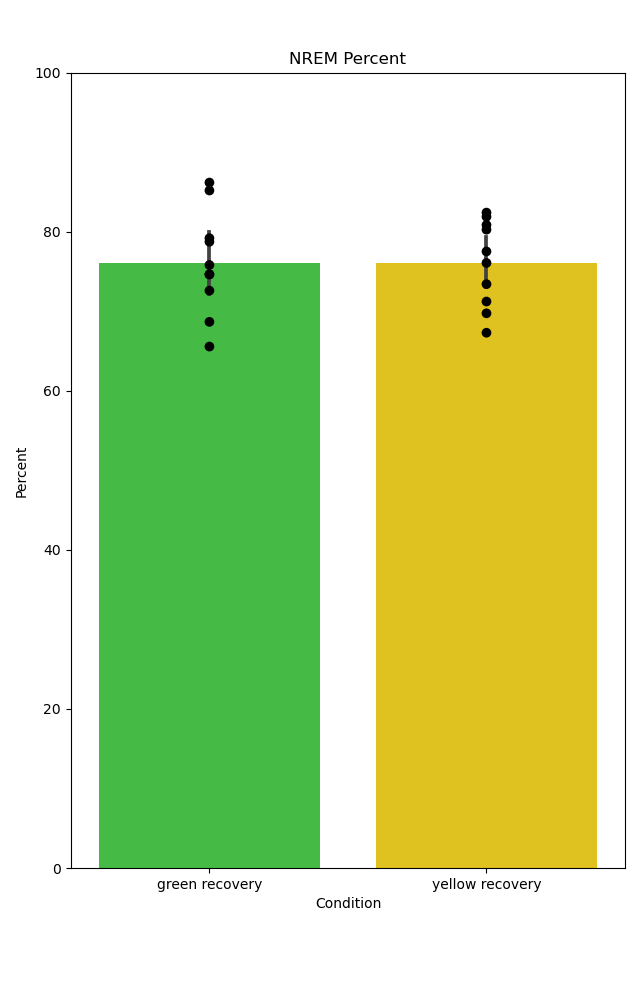 NREM Percent
100
80
60
40
20
0
Percent
green recovery
yellow recovery
Condition